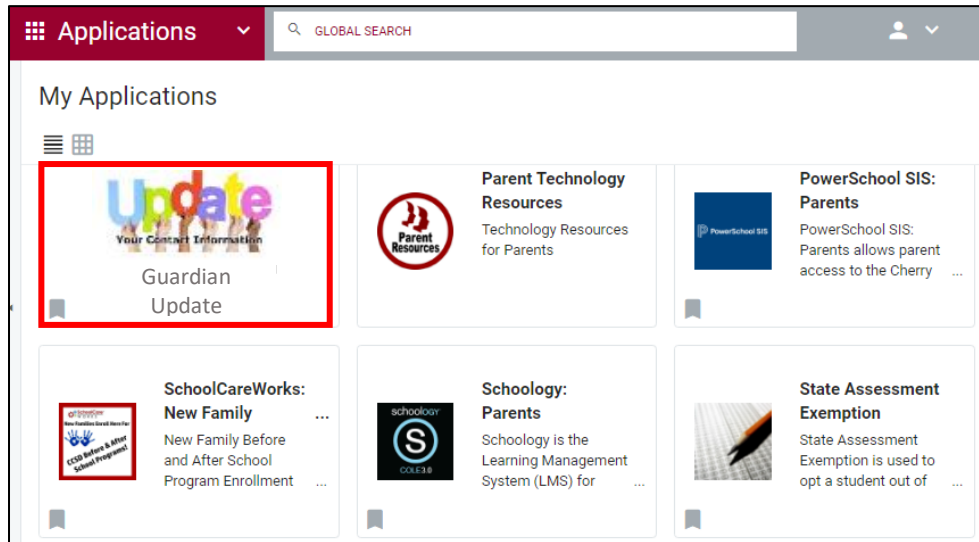 Applications
GLOBAL SEARCH
My Applications
Update
Your Contact Information
Guardian
Update
Parent
Resources
Parent Technology
Resources
Technology Resources
for Parents
PowerSchool SIS
PowerSchool SIS:
Parents
PowerSchool SIS:
Parents allows parent
access to the Cherry ...
SchoolCare
WORKS
New Families Enroll Here For
CCSD Before & After
School Programs!
SchoolCareWorks:
New Family ...
New Family Before
and After School
Program Enrollment ...
schoology
S
COLE3.0
Schoology:
Parents
Schoology is the
Learning Management
System (LMS) for ...
State Assessment
Exemption
State Assessment
Exemption is used to
opt a student out of ...